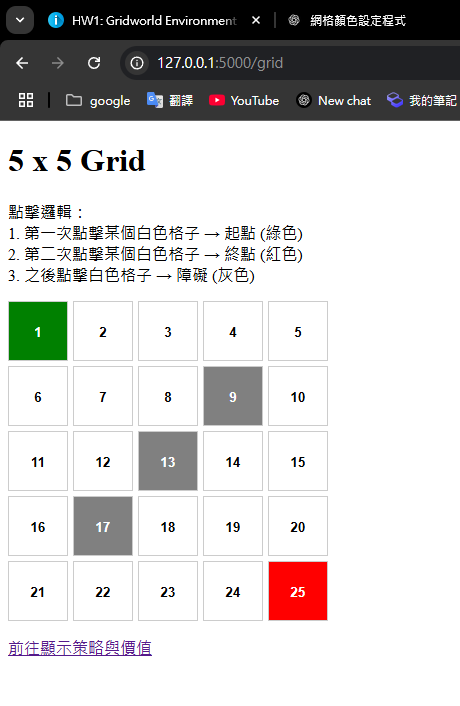 HW1: Gridworld Environment
網格顏色設定程式
127.0.0.1:5000/grid
google 翻譯 YouTube New chat 我的筆記
5 x 5 Grid
點擊邏輯：
1. 第一次點擊某個白色格子 → 起點 (綠色)
2. 第二次點擊某個白色格子 → 終點 (紅色)
3. 之後點擊白色格子 → 障礙 (灰色)
1 2 3 4 5
6 7 8 9 10
11 12 13 14 15
16 17 18 19 20
21 22 23 24 25
前往顯示策略與價值